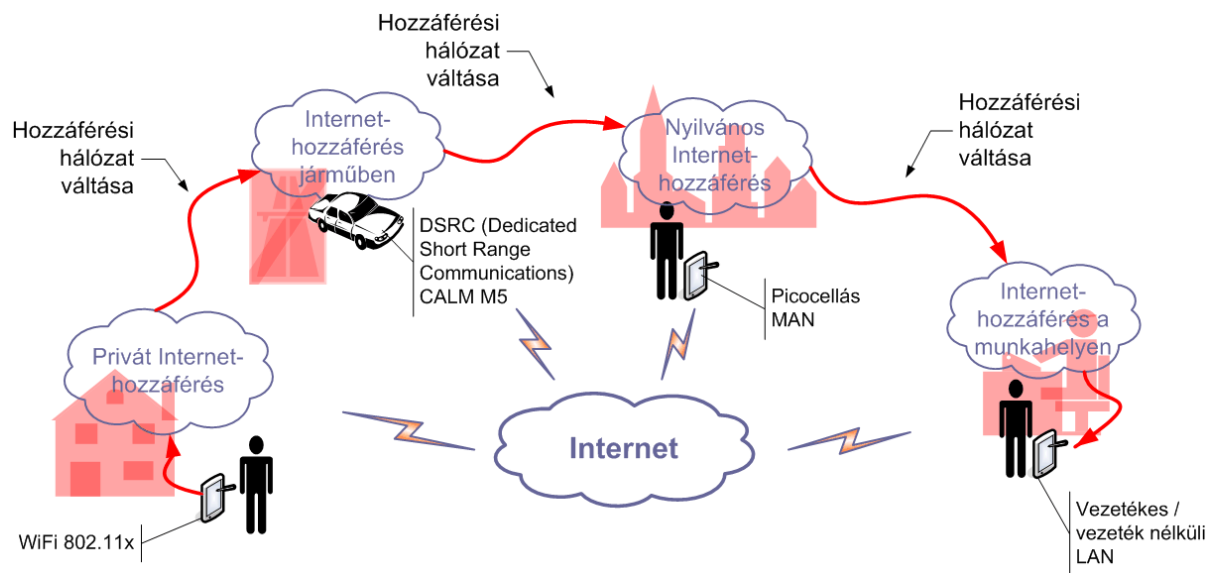 Hozzáférési
hálózat
váltása
Internet-
hozzáférés
járműben
Hozzáférési
hálózat
váltása
Nyilvános
Internet-
hozzáférés
Hozzáférési
hálózat
váltása
DSRC (Dedicated
Short Range
Communications)
CALM M5
Picocellás
MAN
Internet-
hozzáférés a
munkahelyen
Privát Internet-
hozzáférés
Internet
WiFi 802.11x
Vezetékes /
vezeték nélküli
LAN